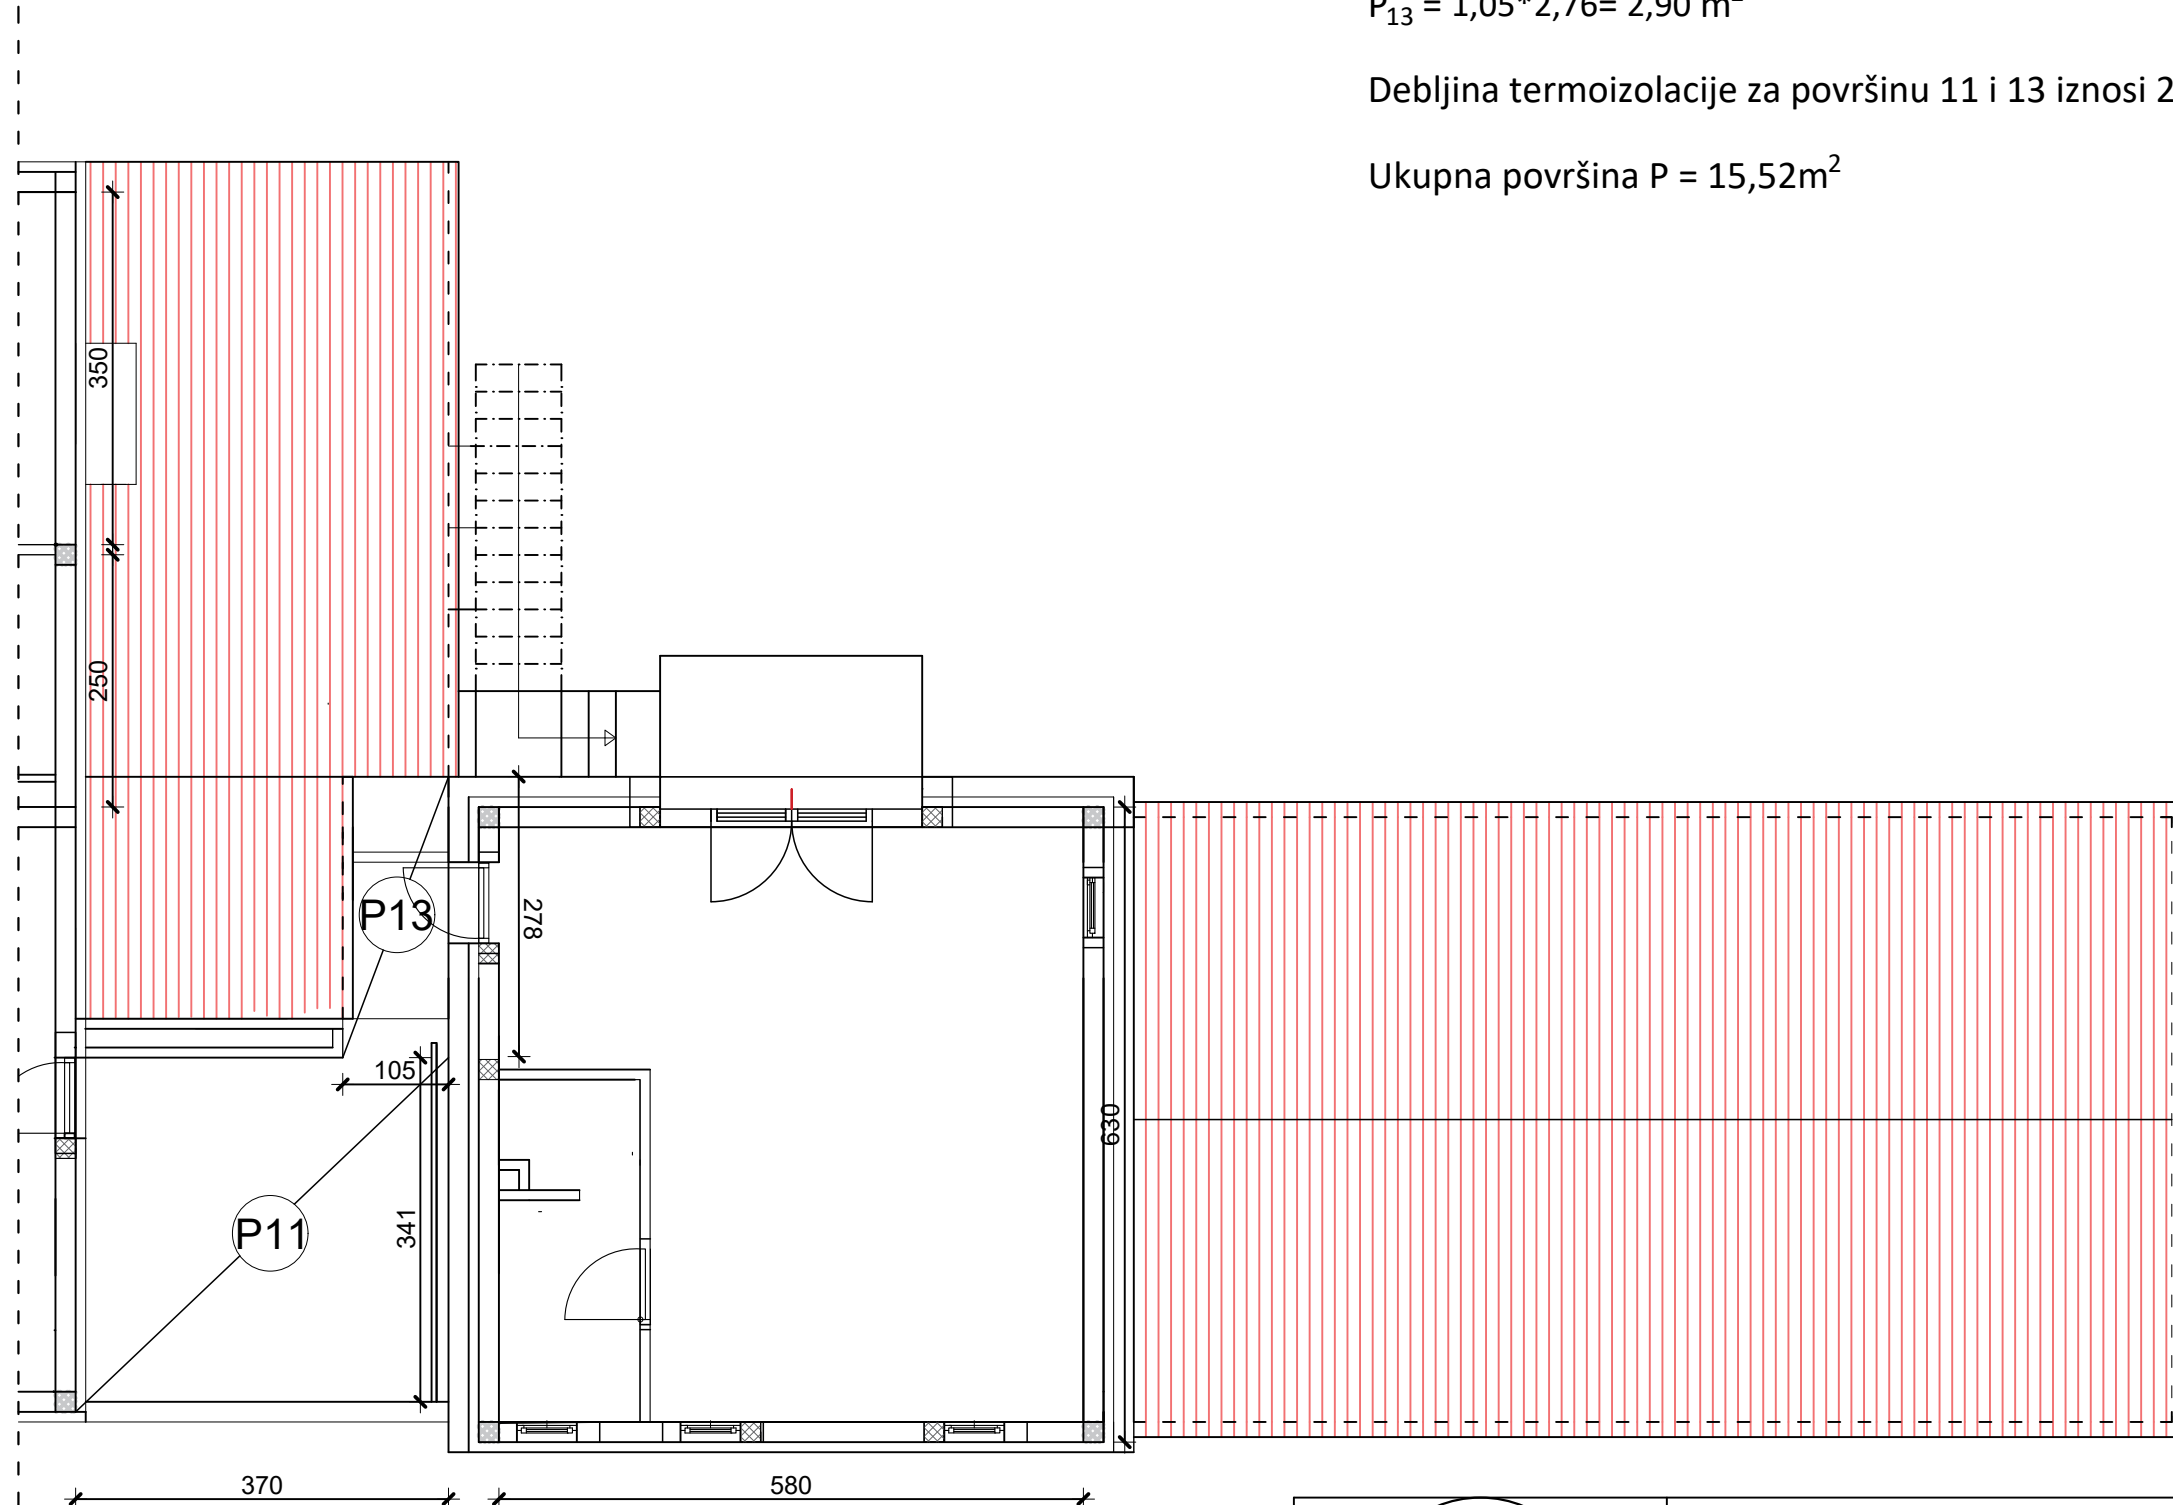 P13 = 1,05*2,76= 2,90 m2
Debljina termoizolacije za površinu 11 i 13 iznosi 2
Ukupna površina P = 15,52m2
350
250
P13
278
105
630
341
P11
370
580